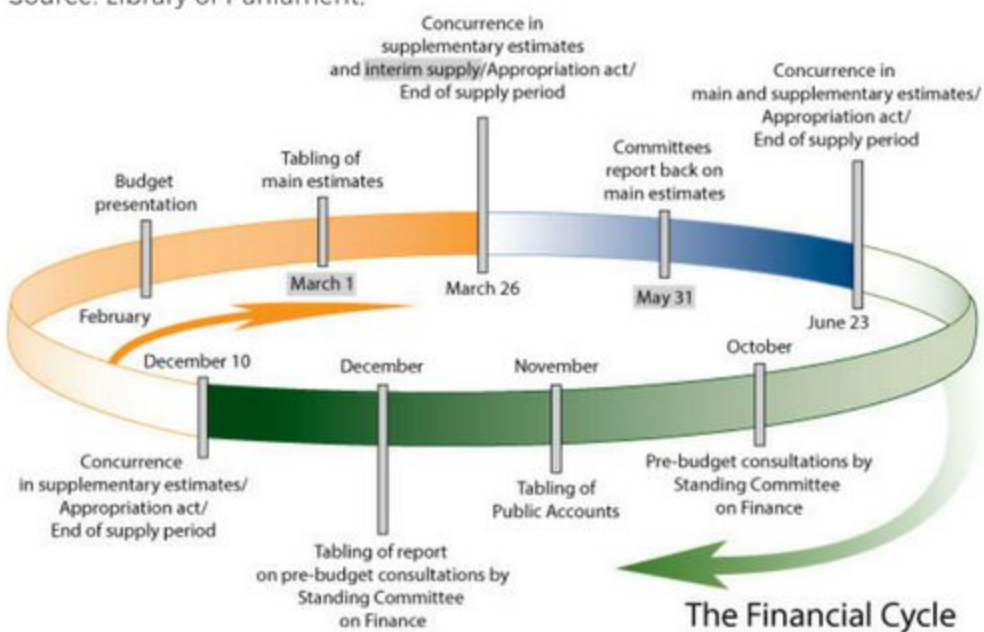 Source: Library of Parliament,
Concurrence in
supplementary estimates
and interim supply/Appropriation act/
End of supply period
Concurrence in
main and supplementary estimates/
Appropriation act/
End of supply period
Tabling of
main estimates
Committees
report back on
main estimates
Budget
presentation
March 1
March 26
May 31
February
June 23
December 10
December
November
October
Concurrence
in supplementary estimates/
Appropriation act/
End of supply period
Pre-budget consultations by
Standing Committee
on Finance
Tabling of
Public Accounts
Tabling of report
on pre-budget consultations by
Standing Committee
on Finance
The Financial Cycle